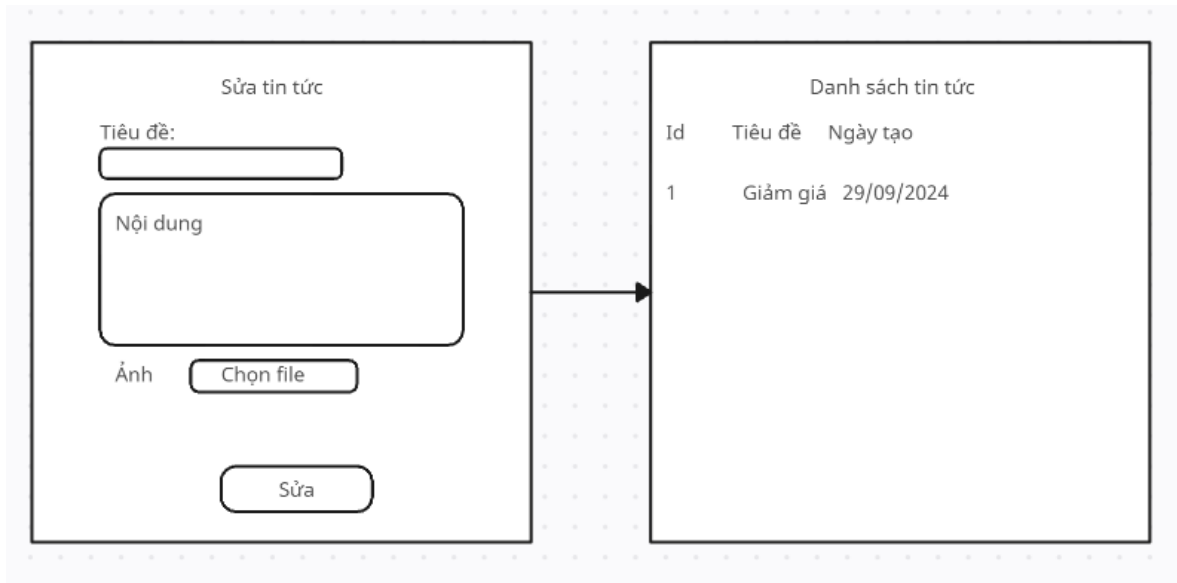 Sửa tin tức
Tiêu đề:
Nội dung
Ảnh Chọn file
Sửa
Danh sách tin tức
Id Tiêu đề Ngày tạo
1 Giảm giá 29/09/2024